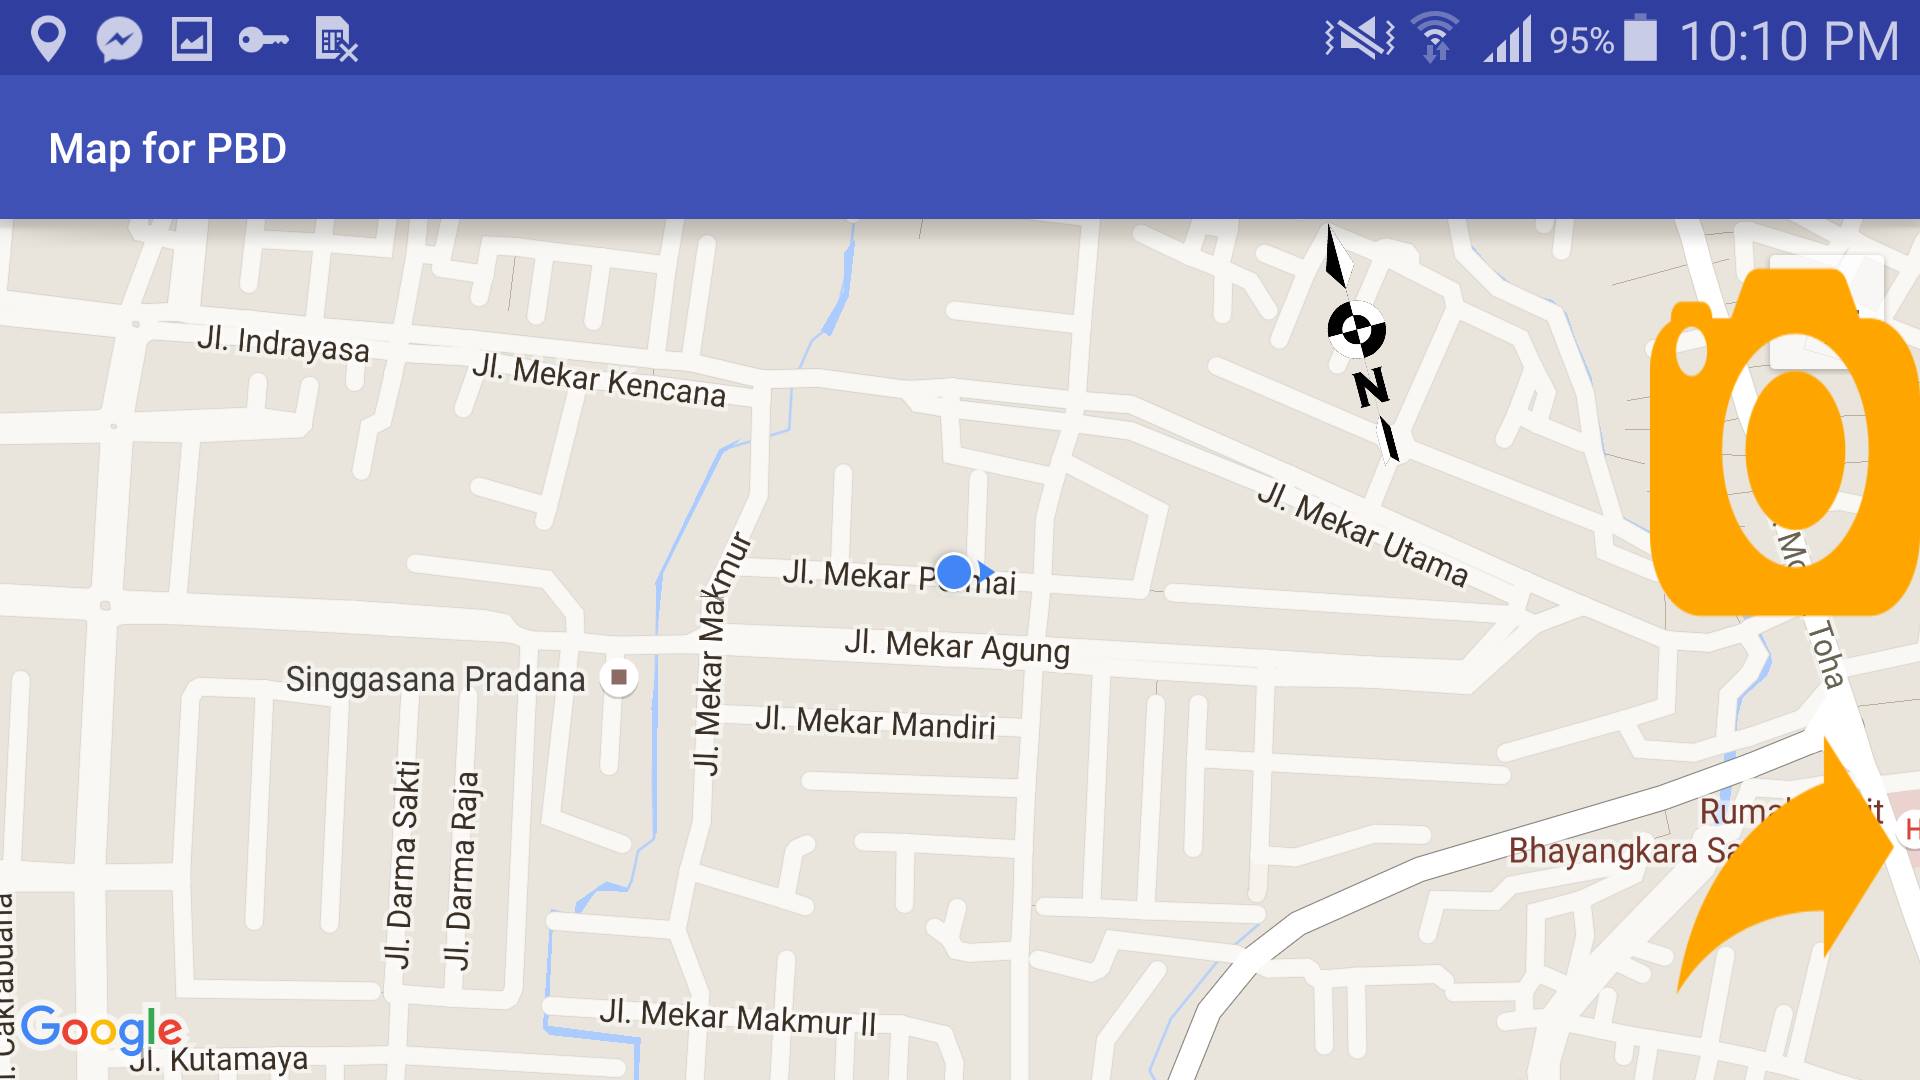 95% 10:10 PM
Map for PBD
N
Jl. Indrayasa
Jl. Mekar Kencana
Jl. Mekar Utama
Jl. Mekar
Jl. Mekar Makmur
Jl. Mekar Agung
Toha
Singgasana Pradana
Jl. Mekar Mandiri
Jl. Darma Sakti
Jl. Darma Raja
Bhayangkara
H
Jl. Mekar Makmur II
Google
Jl. Kutamaya